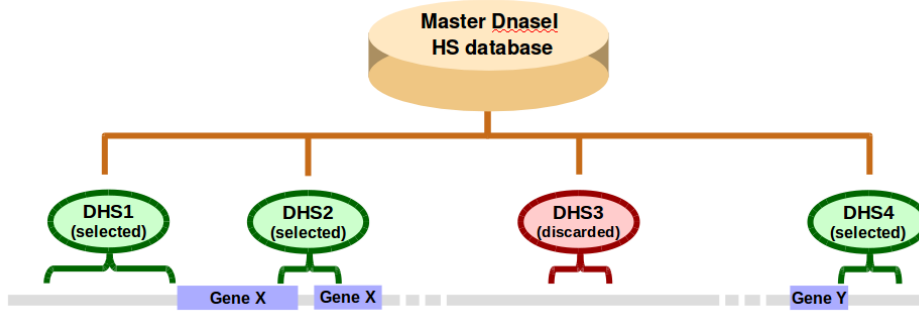 Master DnaseI
HS database
DHS1
(selected)
DHS2
(selected)
DHS3
(discarded)
DHS4
(selected)
Gene X
Gene X
Gene Y